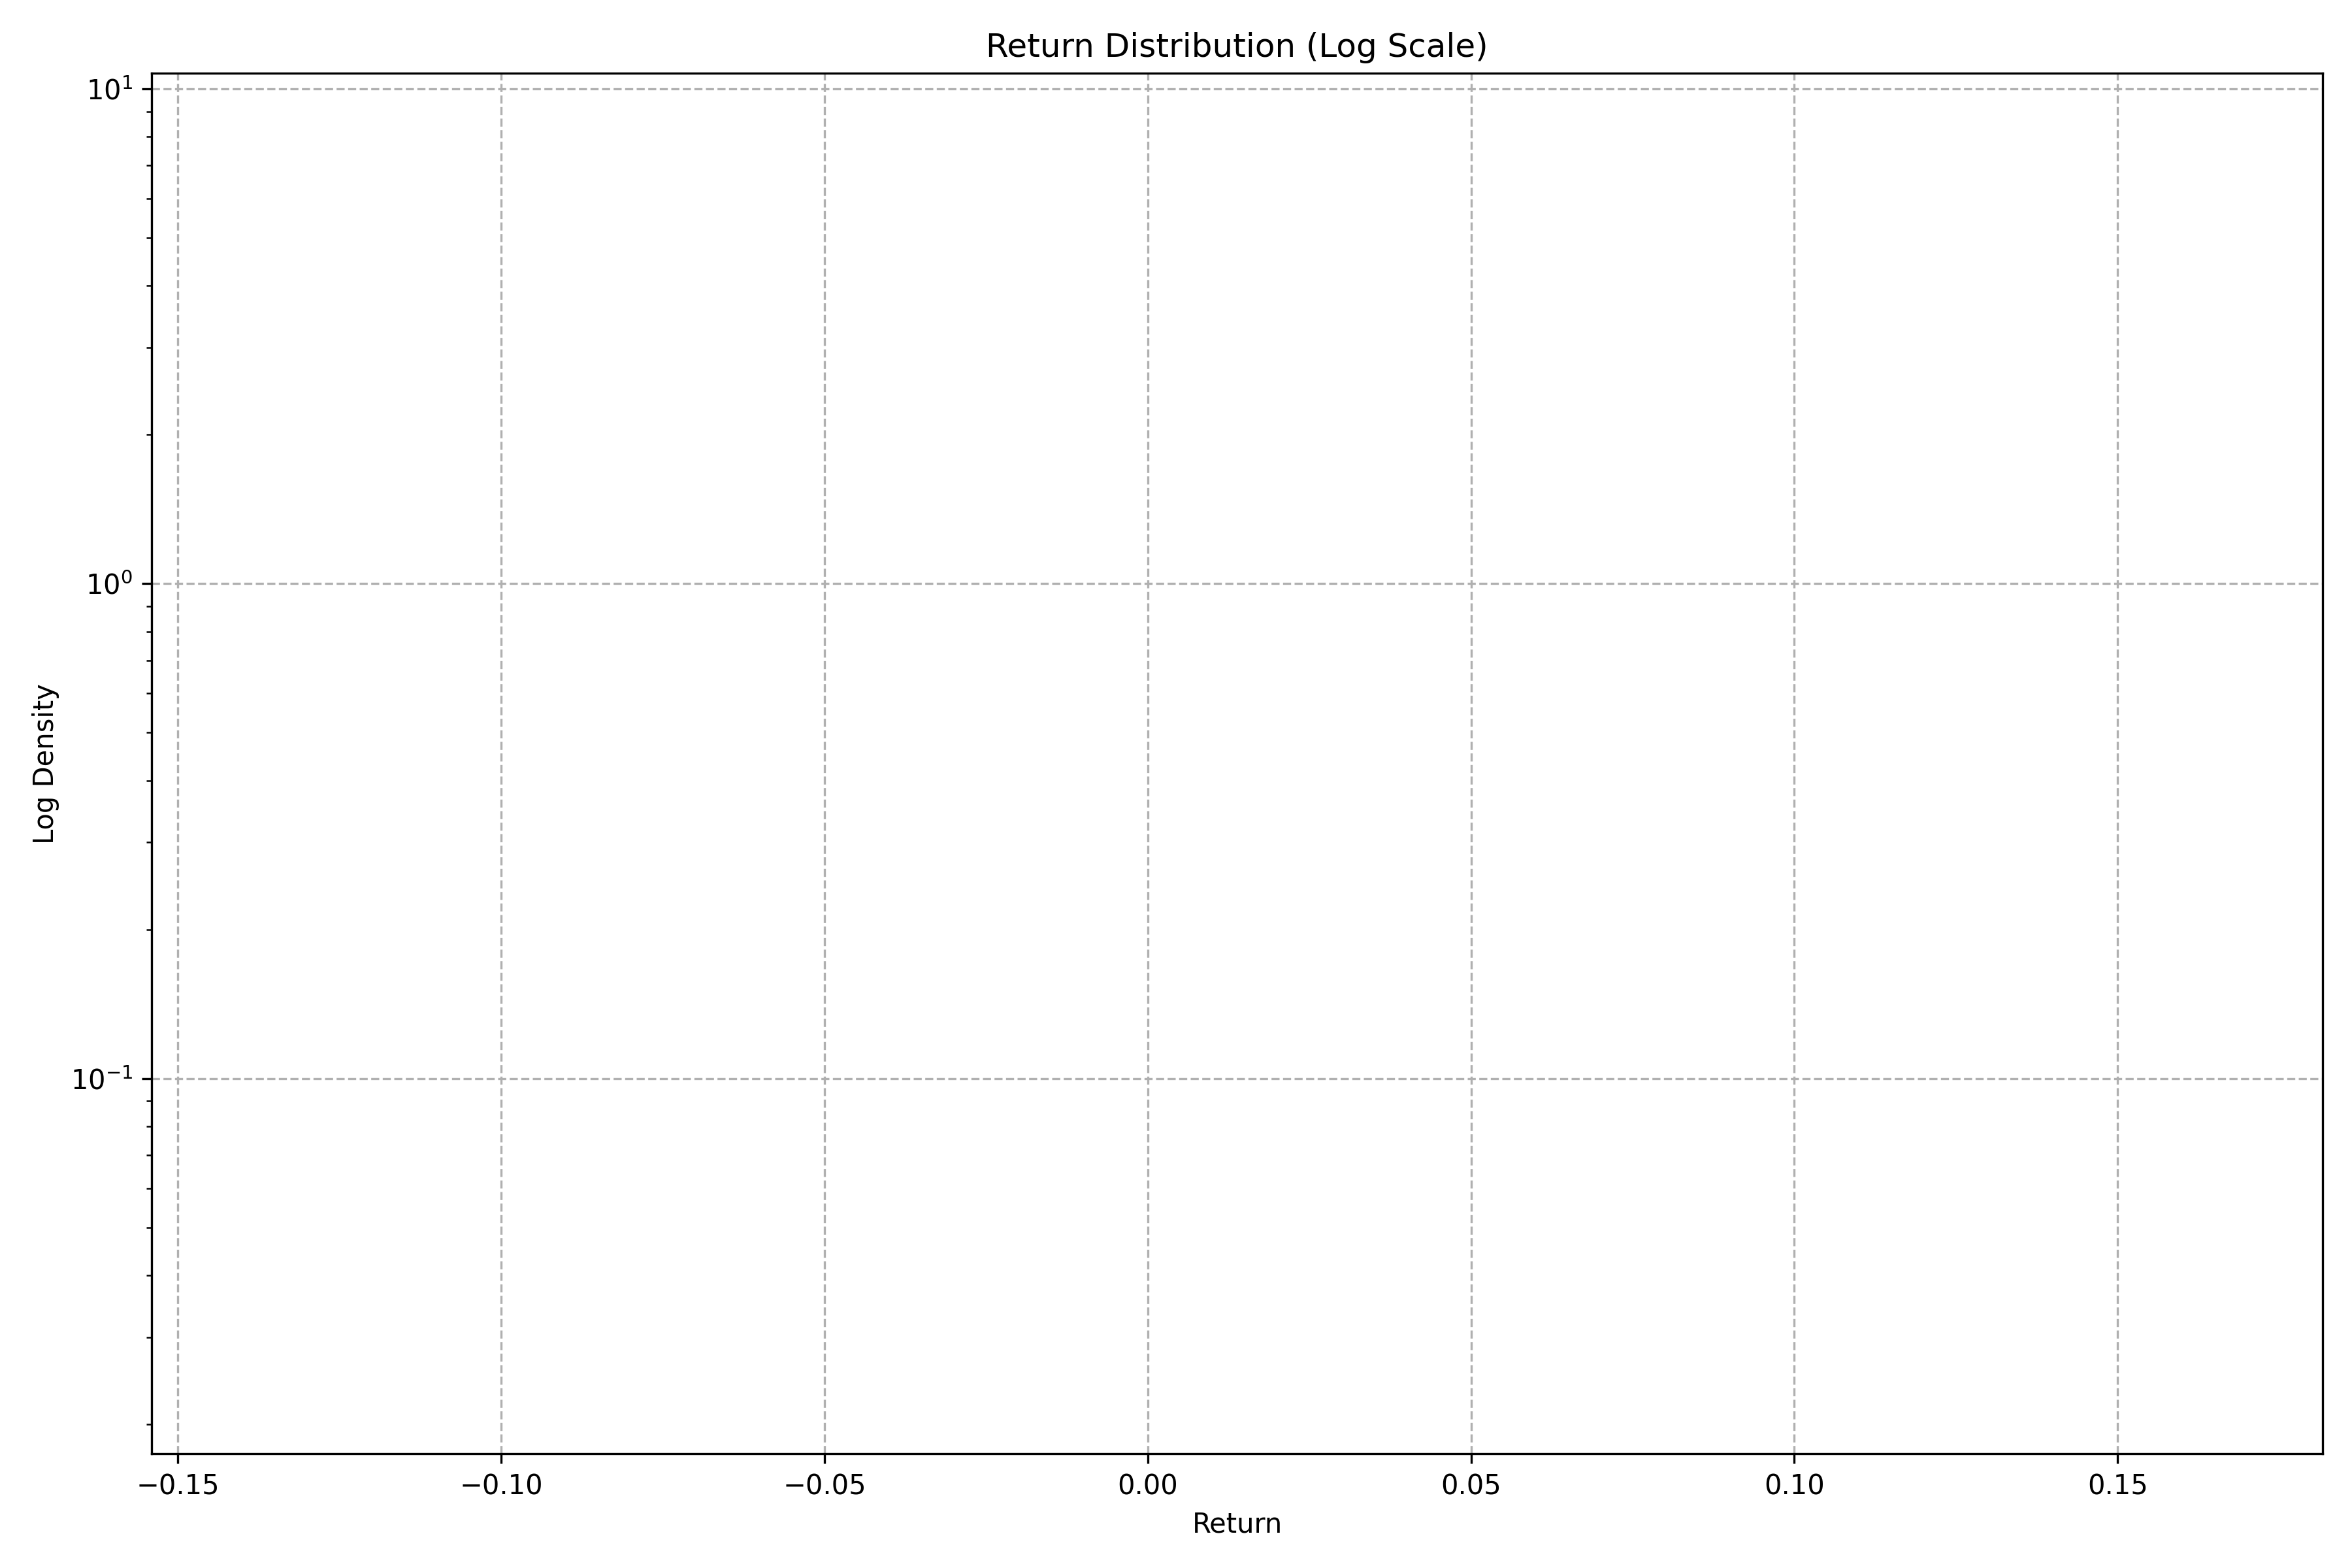 Return Distribution (Log Scale)
10¹
10⁰
10⁻¹
Log Density
−0.15 −0.10 −0.05 0.00 0.05 0.10 0.15
Return